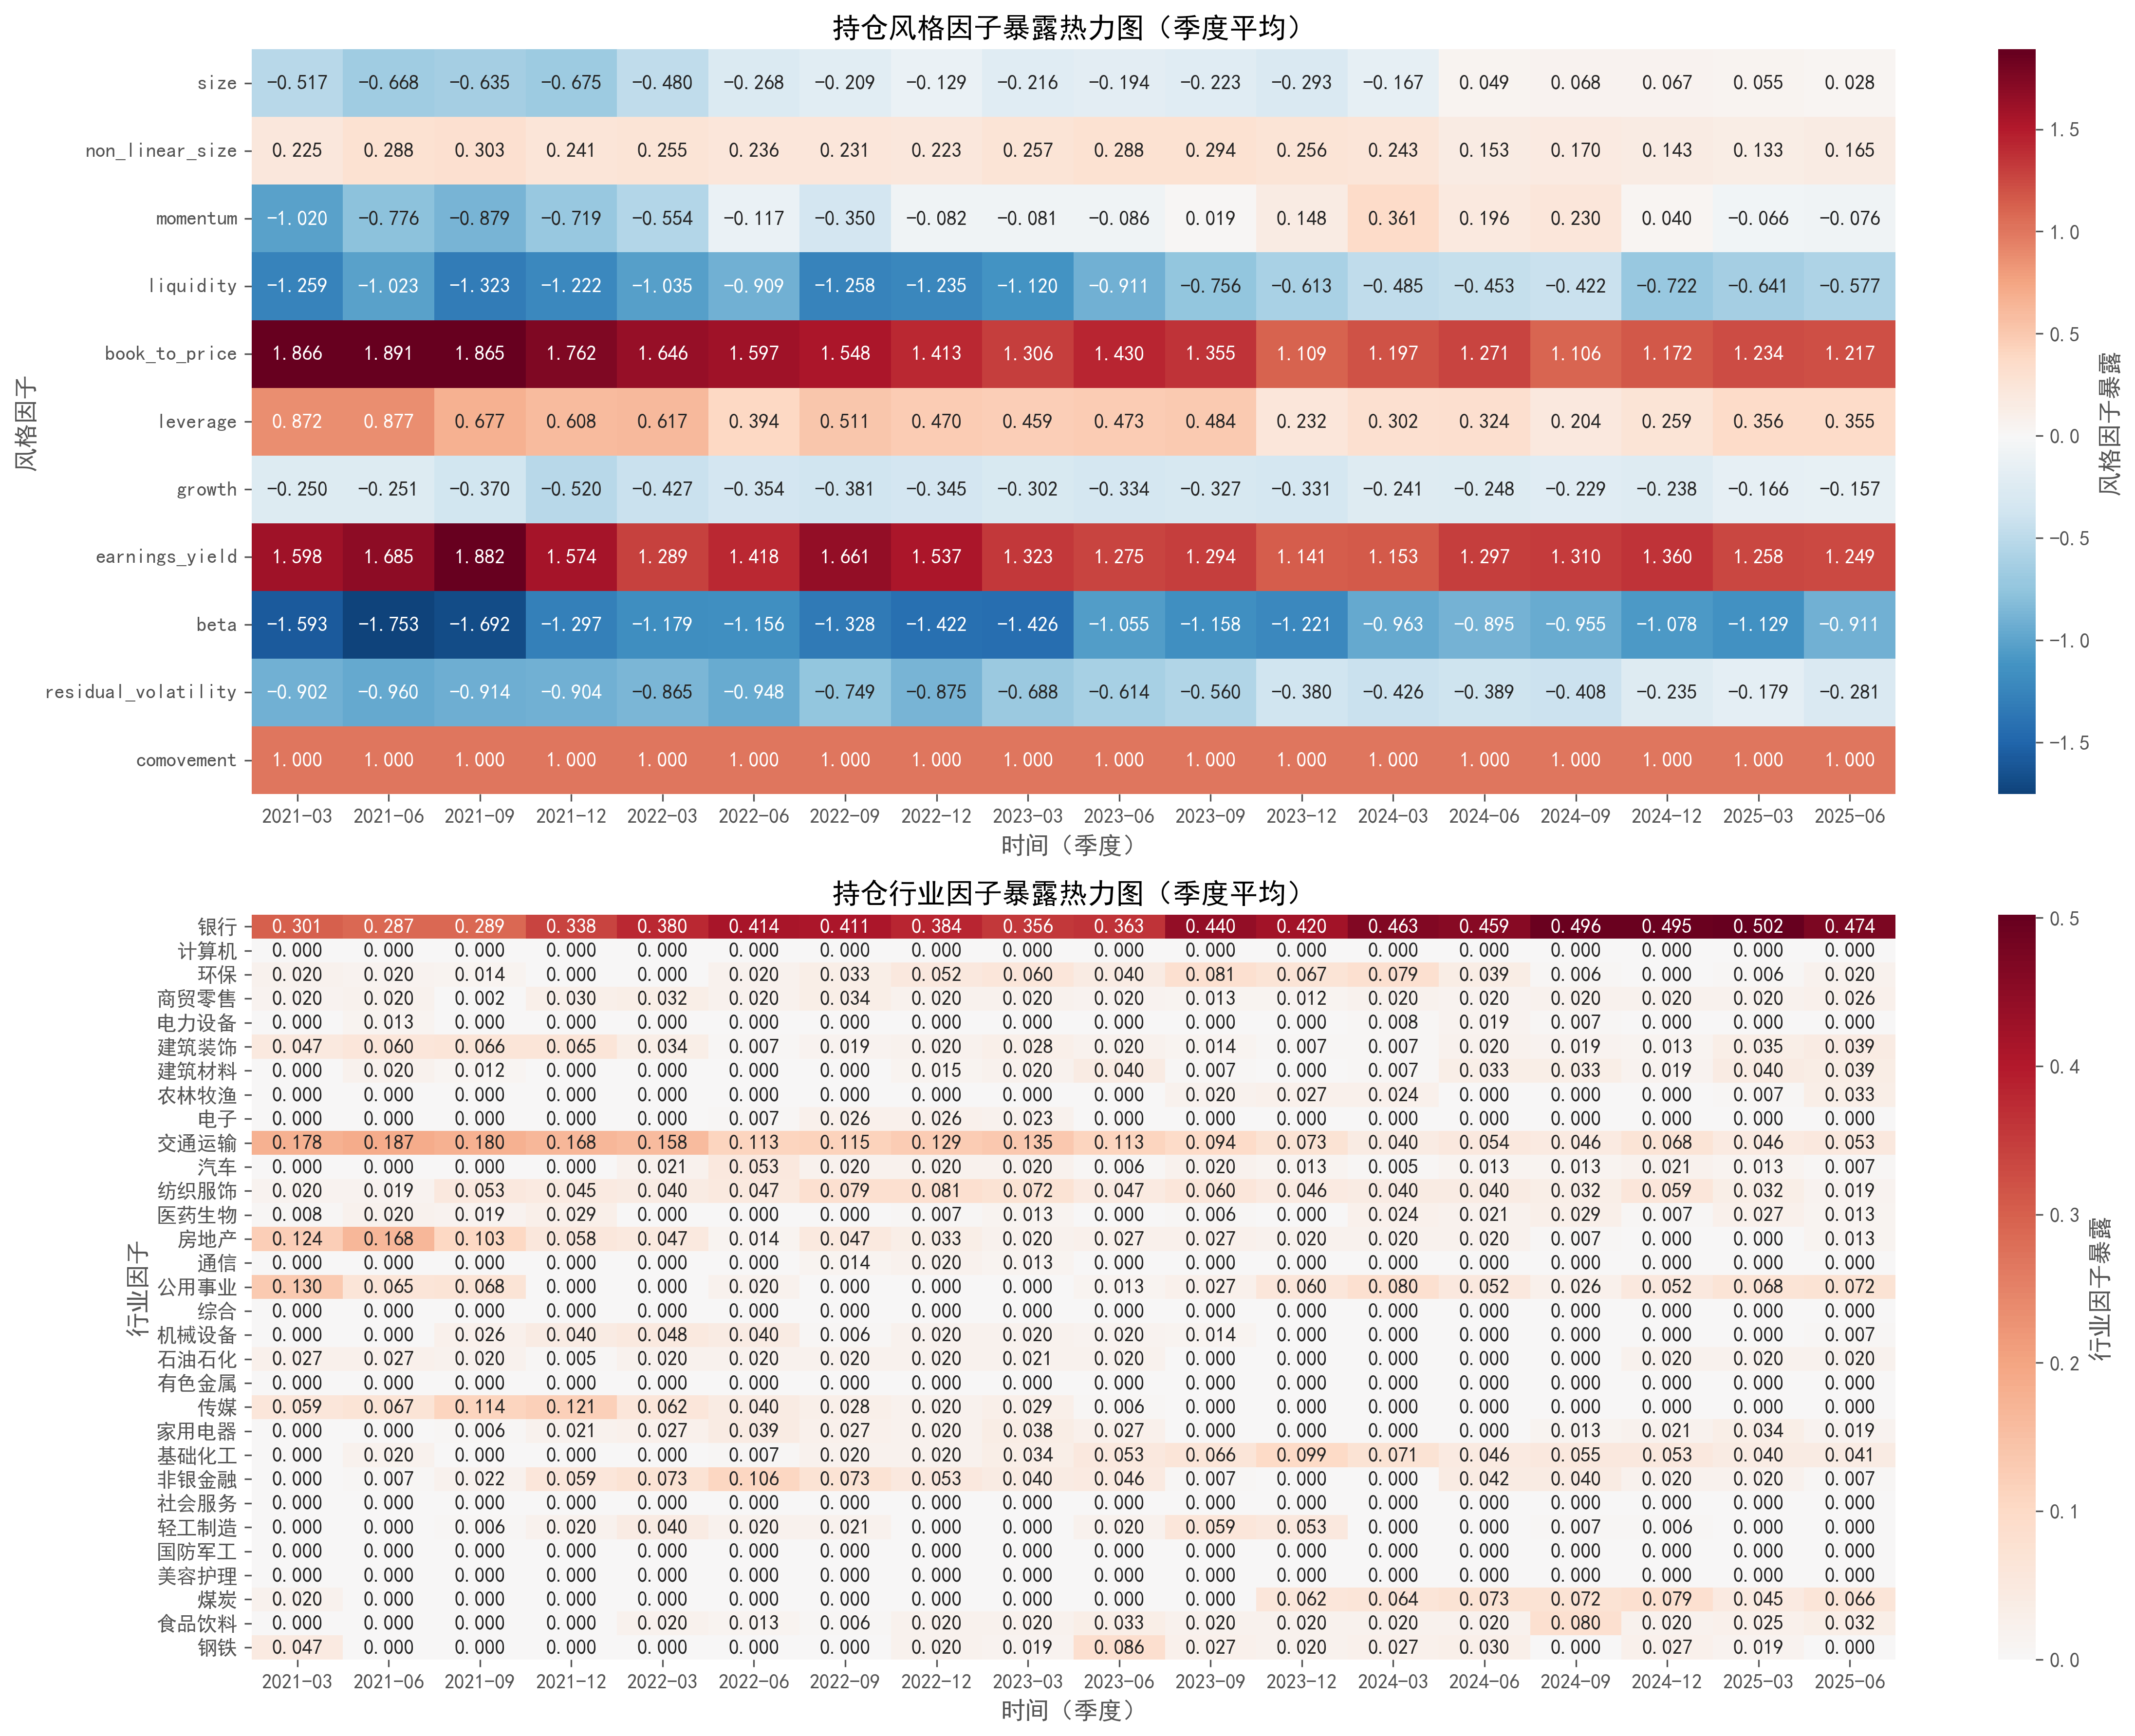 持仓风格因子暴露热力图（季度平均）
size -0.517 -0.668 -0.635 -0.675 -0.480 -0.268 -0.209 -0.129 -0.216 -0.194 -0.223 -0.293 -0.167 0.049 0.068 0.067 0.055 0.028
non_linear_size 0.225 0.288 0.303 0.241 0.255 0.236 0.231 0.223 0.257 0.288 0.294 0.256 0.243 0.153 0.170 0.143 0.133 0.165
momentum -1.020 -0.776 -0.879 -0.719 -0.554 -0.117 -0.350 -0.082 -0.081 -0.086 0.019 0.148 0.361 0.196 0.230 0.040 -0.066 -0.076
liquidity -1.259 -1.023 -1.323 -1.222 -1.035 -0.909 -1.258 -1.235 -1.120 -0.911 -0.756 -0.613 -0.485 -0.453 -0.422 -0.722 -0.641 -0.577
book_to_price 1.866 1.891 1.865 1.762 1.646 1.597 1.548 1.413 1.306 1.430 1.355 1.109 1.197 1.271 1.106 1.172 1.234 1.217
leverage 0.872 0.877 0.677 0.608 0.617 0.394 0.511 0.470 0.459 0.473 0.484 0.232 0.302 0.324 0.204 0.259 0.356 0.355
growth -0.250 -0.251 -0.370 -0.520 -0.427 -0.354 -0.381 -0.345 -0.302 -0.334 -0.327 -0.331 -0.241 -0.248 -0.229 -0.238 -0.166 -0.157
earnings_yield 1.598 1.685 1.882 1.574 1.289 1.418 1.661 1.537 1.323 1.275 1.294 1.141 1.153 1.297 1.310 1.360 1.258 1.249
beta -1.593 -1.753 -1.692 -1.297 -1.179 -1.156 -1.328 -1.422 -1.426 -1.055 -1.158 -1.221 -0.963 -0.895 -0.955 -1.078 -1.129 -0.911
residual_volatility -0.902 -0.960 -0.914 -0.904 -0.865 -0.948 -0.749 -0.875 -0.688 -0.614 -0.560 -0.380 -0.426 -0.389 -0.408 -0.235 -0.179 -0.281
comovement 1.000 1.000 1.000 1.000 1.000 1.000 1.000 1.000 1.000 1.000 1.000 1.000 1.000 1.000 1.000 1.000 1.000 1.000
2021-03 2021-06 2021-09 2021-12 2022-03 2022-06 2022-09 2022-12 2023-03 2023-06 2023-09 2023-12 2024-03 2024-06 2024-09 2024-12 2025-03 2025-06
时间（季度）
风格因子
1.5
1.0
0.5
0.0
-0.5
-1.0
-1.5
风格因子暴露
持仓行业因子暴露热力图（季度平均）
银行 0.301 0.287 0.289 0.338 0.380 0.414 0.411 0.384 0.356 0.363 0.440 0.420 0.463 0.459 0.496 0.495 0.502 0.474
计算机 0.000 0.000 0.000 0.000 0.000 0.000 0.000 0.000 0.000 0.000 0.000 0.000 0.000 0.000 0.000 0.000 0.000 0.000
环保 0.020 0.020 0.014 0.000 0.000 0.020 0.033 0.052 0.060 0.040 0.081 0.067 0.079 0.039 0.006 0.000 0.006 0.020
商贸零售 0.020 0.020 0.002 0.030 0.032 0.020 0.034 0.020 0.020 0.020 0.013 0.012 0.020 0.020 0.020 0.020 0.020 0.026
电力设备 0.000 0.013 0.000 0.000 0.000 0.000 0.000 0.000 0.000 0.000 0.000 0.000 0.008 0.019 0.007 0.000 0.000 0.000
建筑装饰 0.047 0.060 0.066 0.065 0.034 0.007 0.019 0.020 0.028 0.020 0.014 0.007 0.007 0.020 0.019 0.013 0.035 0.039
建筑材料 0.000 0.020 0.012 0.000 0.000 0.000 0.000 0.015 0.020 0.040 0.007 0.000 0.007 0.033 0.033 0.019 0.040 0.039
农林牧渔 0.000 0.000 0.000 0.000 0.000 0.000 0.000 0.000 0.000 0.000 0.020 0.027 0.024 0.000 0.000 0.000 0.007 0.033
电子 0.000 0.000 0.000 0.000 0.000 0.007 0.026 0.026 0.023 0.000 0.000 0.000 0.000 0.000 0.000 0.000 0.000 0.000
交通运输 0.178 0.187 0.180 0.168 0.158 0.113 0.115 0.129 0.135 0.113 0.094 0.073 0.040 0.054 0.046 0.068 0.046 0.053
汽车 0.000 0.000 0.000 0.000 0.021 0.053 0.020 0.020 0.020 0.006 0.020 0.013 0.005 0.013 0.013 0.021 0.013 0.007
纺织服饰 0.020 0.019 0.053 0.045 0.040 0.047 0.079 0.081 0.072 0.047 0.060 0.046 0.040 0.040 0.032 0.059 0.032 0.019
医药生物 0.008 0.020 0.019 0.029 0.000 0.000 0.000 0.007 0.013 0.000 0.006 0.000 0.024 0.021 0.029 0.007 0.027 0.013
房地产 0.124 0.168 0.103 0.058 0.047 0.014 0.047 0.033 0.020 0.027 0.027 0.020 0.020 0.020 0.007 0.000 0.000 0.013
通信 0.000 0.000 0.000 0.000 0.000 0.000 0.014 0.020 0.013 0.000 0.000 0.000 0.000 0.000 0.000 0.000 0.000 0.000
公用事业 0.130 0.065 0.068 0.000 0.000 0.020 0.000 0.000 0.000 0.013 0.027 0.060 0.080 0.052 0.026 0.052 0.068 0.072
综合 0.000 0.000 0.000 0.000 0.000 0.000 0.000 0.000 0.000 0.000 0.000 0.000 0.000 0.000 0.000 0.000 0.000 0.000
机械设备 0.000 0.000 0.026 0.040 0.048 0.040 0.006 0.020 0.020 0.020 0.014 0.000 0.000 0.000 0.000 0.000 0.000 0.007
石油石化 0.027 0.027 0.020 0.005 0.020 0.020 0.020 0.020 0.021 0.020 0.000 0.000 0.000 0.000 0.000 0.020 0.020 0.020
有色金属 0.000 0.000 0.000 0.000 0.000 0.000 0.000 0.000 0.000 0.000 0.000 0.000 0.000 0.000 0.000 0.000 0.000 0.000
传媒 0.059 0.067 0.114 0.121 0.062 0.040 0.028 0.020 0.029 0.006 0.000 0.000 0.000 0.000 0.000 0.000 0.000 0.000
家用电器 0.000 0.000 0.006 0.021 0.027 0.039 0.027 0.020 0.038 0.027 0.000 0.000 0.000 0.000 0.013 0.021 0.034 0.019
基础化工 0.000 0.020 0.000 0.000 0.000 0.007 0.020 0.020 0.034 0.053 0.066 0.099 0.071 0.046 0.055 0.053 0.040 0.041
非银金融 0.000 0.007 0.022 0.059 0.073 0.106 0.073 0.053 0.040 0.046 0.007 0.000 0.000 0.042 0.040 0.020 0.020 0.007
社会服务 0.000 0.000 0.000 0.000 0.000 0.000 0.000 0.000 0.000 0.000 0.000 0.000 0.000 0.000 0.000 0.000 0.000 0.000
轻工制造 0.000 0.000 0.006 0.020 0.040 0.020 0.021 0.000 0.000 0.020 0.059 0.053 0.000 0.000 0.007 0.006 0.000 0.000
国防军工 0.000 0.000 0.000 0.000 0.000 0.000 0.000 0.000 0.000 0.000 0.000 0.000 0.000 0.000 0.000 0.000 0.000 0.000
美容护理 0.000 0.000 0.000 0.000 0.000 0.000 0.000 0.000 0.000 0.000 0.000 0.000 0.000 0.000 0.000 0.000 0.000 0.000
煤炭 0.020 0.000 0.000 0.000 0.000 0.000 0.000 0.000 0.000 0.000 0.000 0.062 0.064 0.073 0.072 0.079 0.045 0.066
食品饮料 0.000 0.000 0.000 0.000 0.020 0.013 0.006 0.020 0.020 0.033 0.020 0.020 0.020 0.020 0.080 0.020 0.025 0.032
钢铁 0.047 0.000 0.000 0.000 0.000 0.000 0.000 0.020 0.019 0.086 0.027 0.020 0.027 0.030 0.000 0.027 0.019 0.000
2021-03 2021-06 2021-09 2021-12 2022-03 2022-06 2022-09 2022-12 2023-03 2023-06 2023-09 2023-12 2024-03 2024-06 2024-09 2024-12 2025-03 2025-06
时间（季度）
行业因子
0.5
0.4
0.3
0.2
0.1
0.0
行业因子暴露